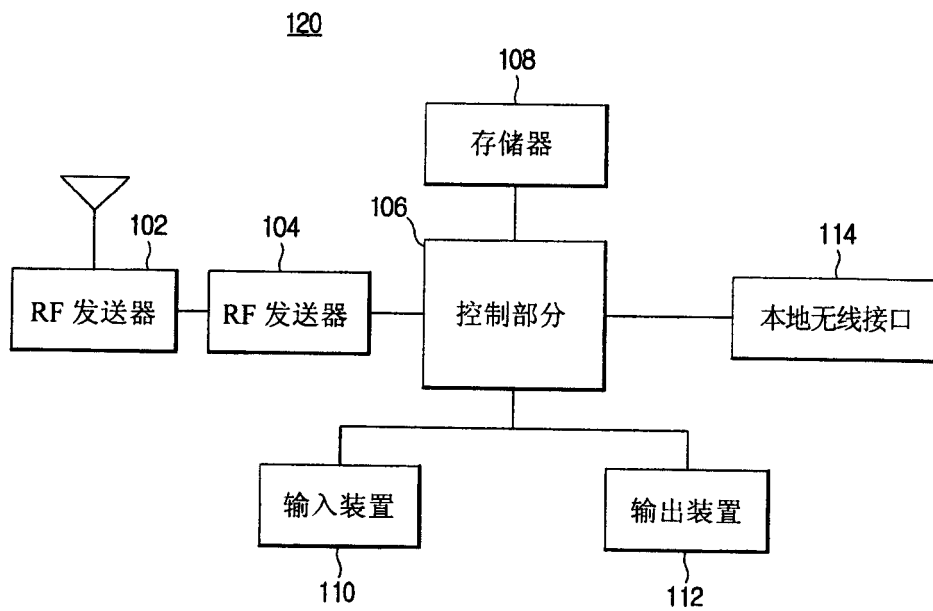 120
108
存储器
102
104
106
114
RF 发送器
RF 发送器
控制部分
本地无线接口
输入装置
输出装置
110
112